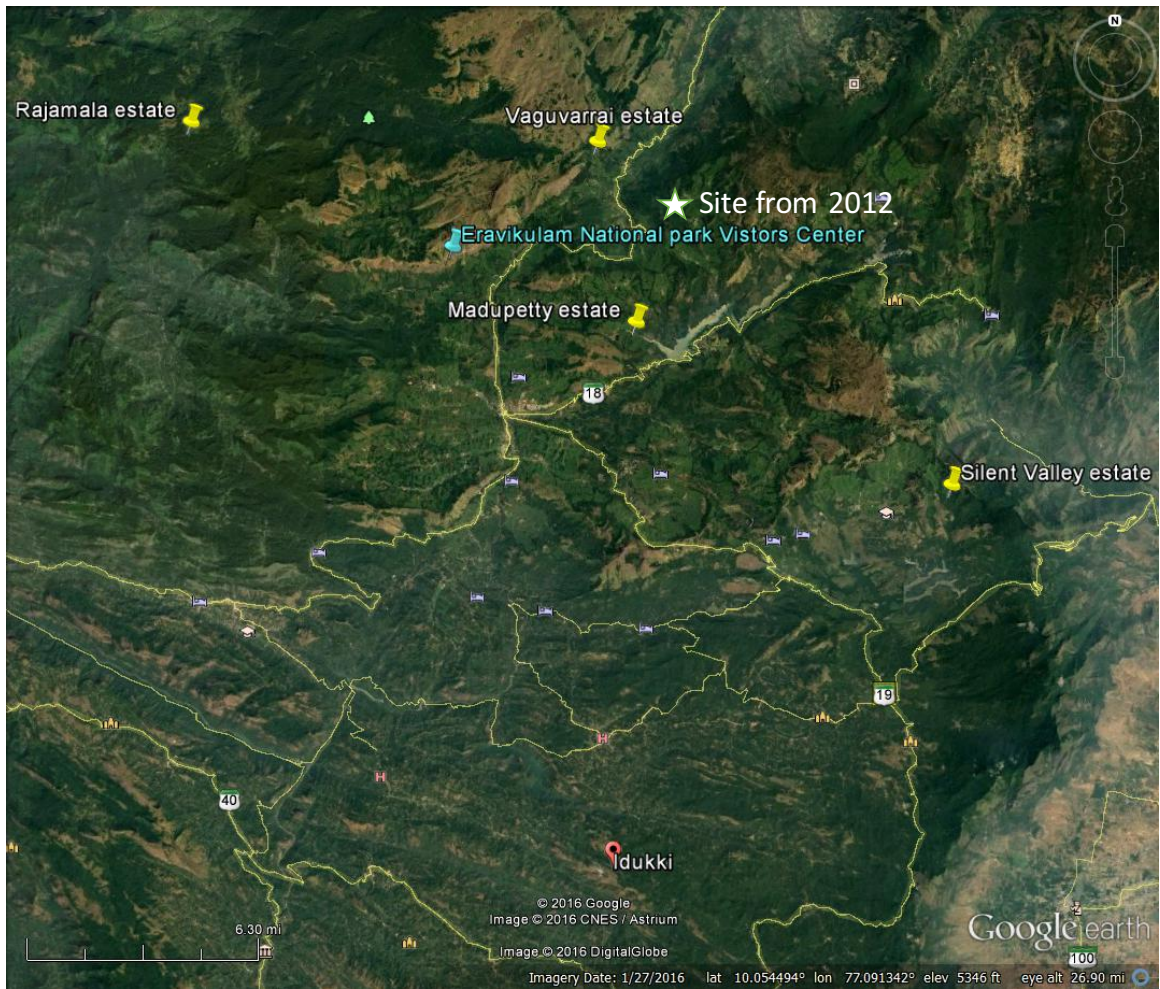 N
Rajamala estate
Vaguvarrai estate
Site from 2012
Eravikulam National park Vistors Center
Madupetty estate
18
Silent Valley estate
19
H
H
40
Idukki
© 2016 Google
Image © 2016 CNES / Astrium
6.30 mi
Image © 2016 DigitalGlobe
Google earth
100
Imagery Date: 1/27/2016 lat 10.054494° lon 77.091342° elev 5346 ft eye alt 26.90 mi